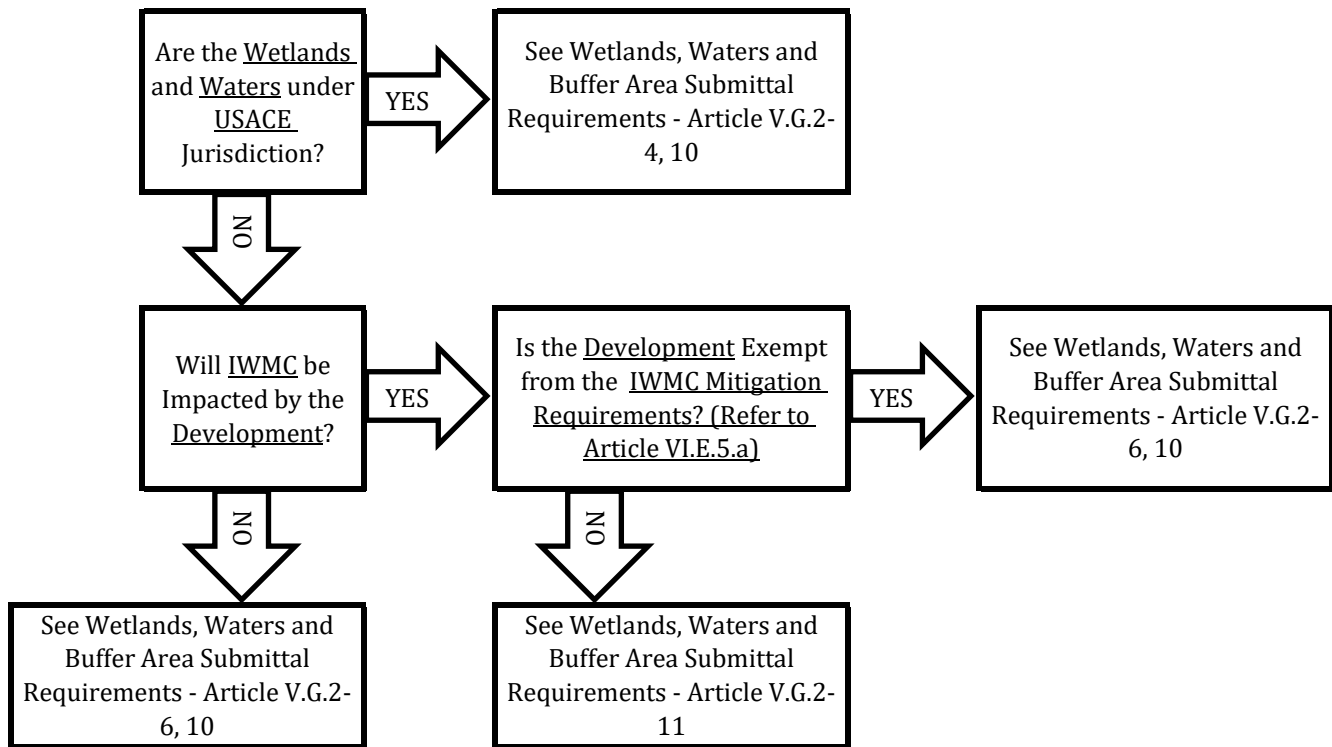 Are the Wetlands
and Waters under
USACE
Jurisdiction?
YES
See Wetlands, Waters and
Buffer Area Submittal
Requirements - Article V.G.2-
4, 10
NO
Will IWMC be
Impacted by the
Development?
YES
Is the Development Exempt
from the IWMC Mitigation
Requirements? (Refer to
Article VI.E.5.a)
YES
See Wetlands, Waters and
Buffer Area Submittal
Requirements - Article V.G.2-
6, 10
NO
NO
See Wetlands, Waters and
Buffer Area Submittal
Requirements - Article V.G.2-
6, 10
See Wetlands, Waters and
Buffer Area Submittal
Requirements - Article V.G.2-
11